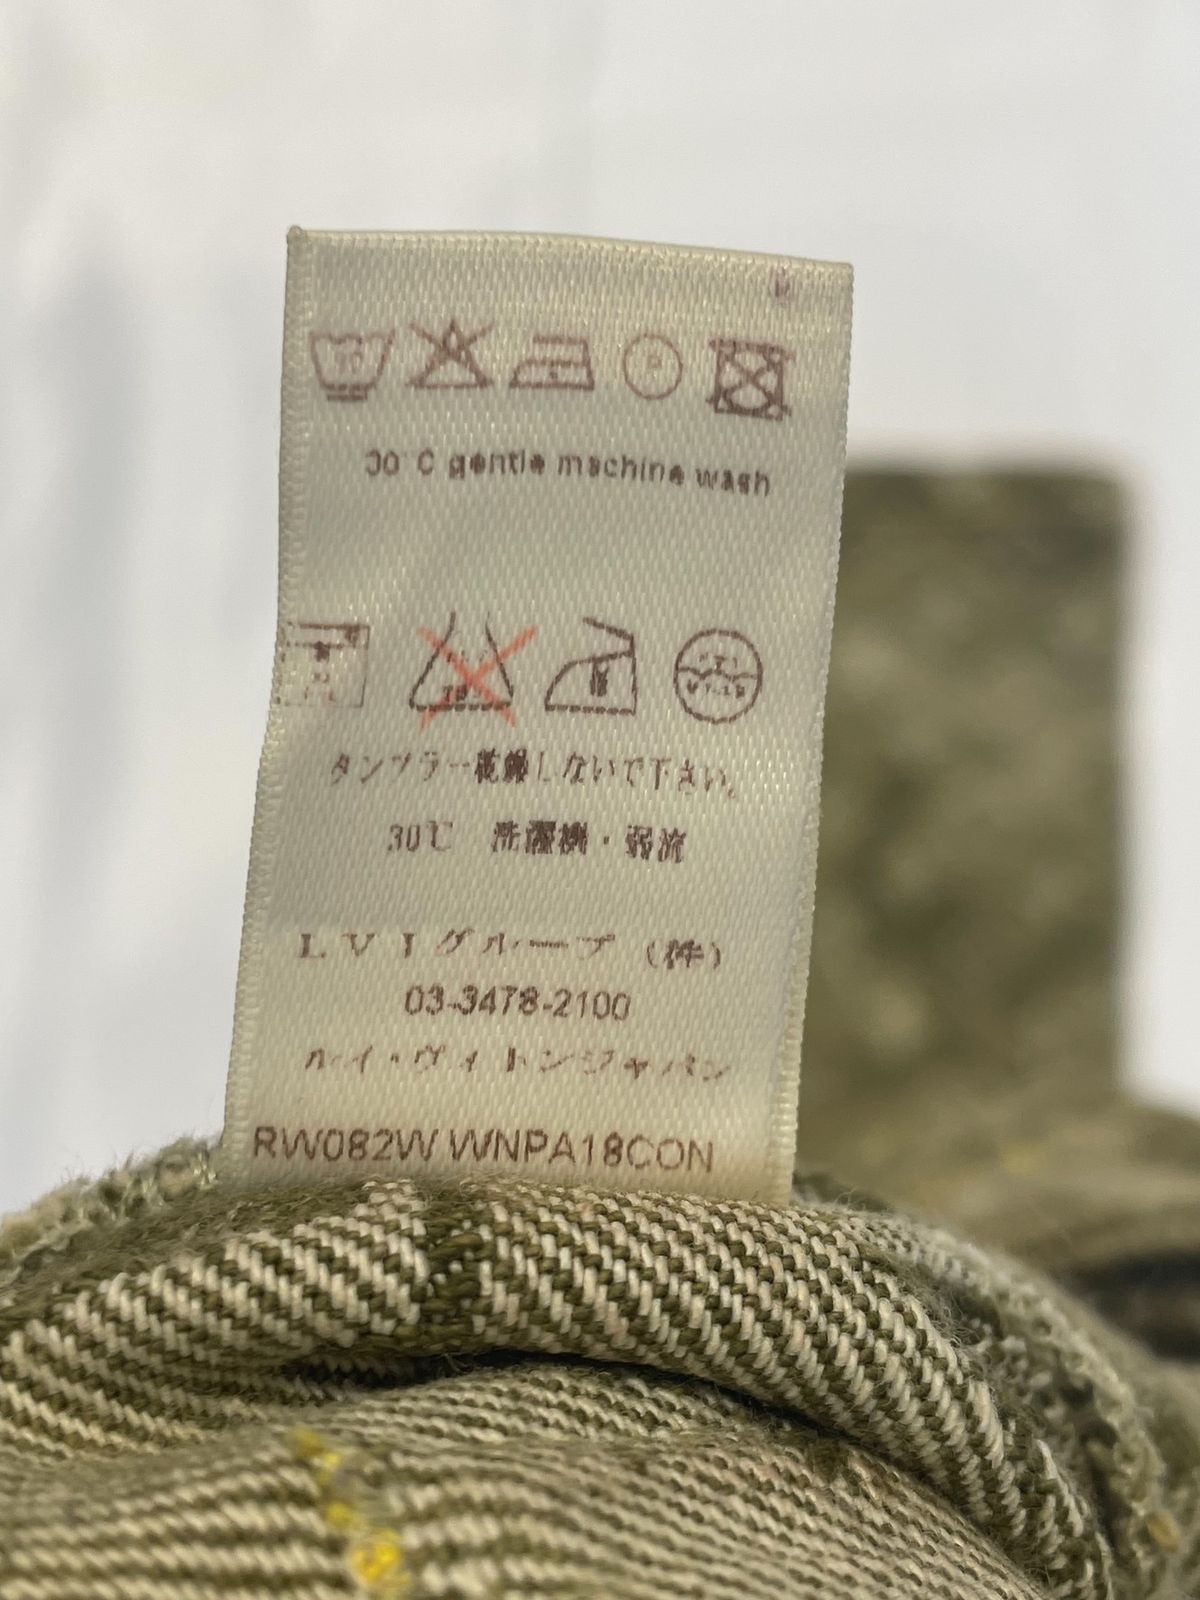 30°C gentle machine wash
タンブラー乾燥しないで下さい。
30℃ 洗濯機・弱流
LVJグループ(株)
03-3478-2100
ルイ・ヴィトンジャパン
RW082W WNPA18CON